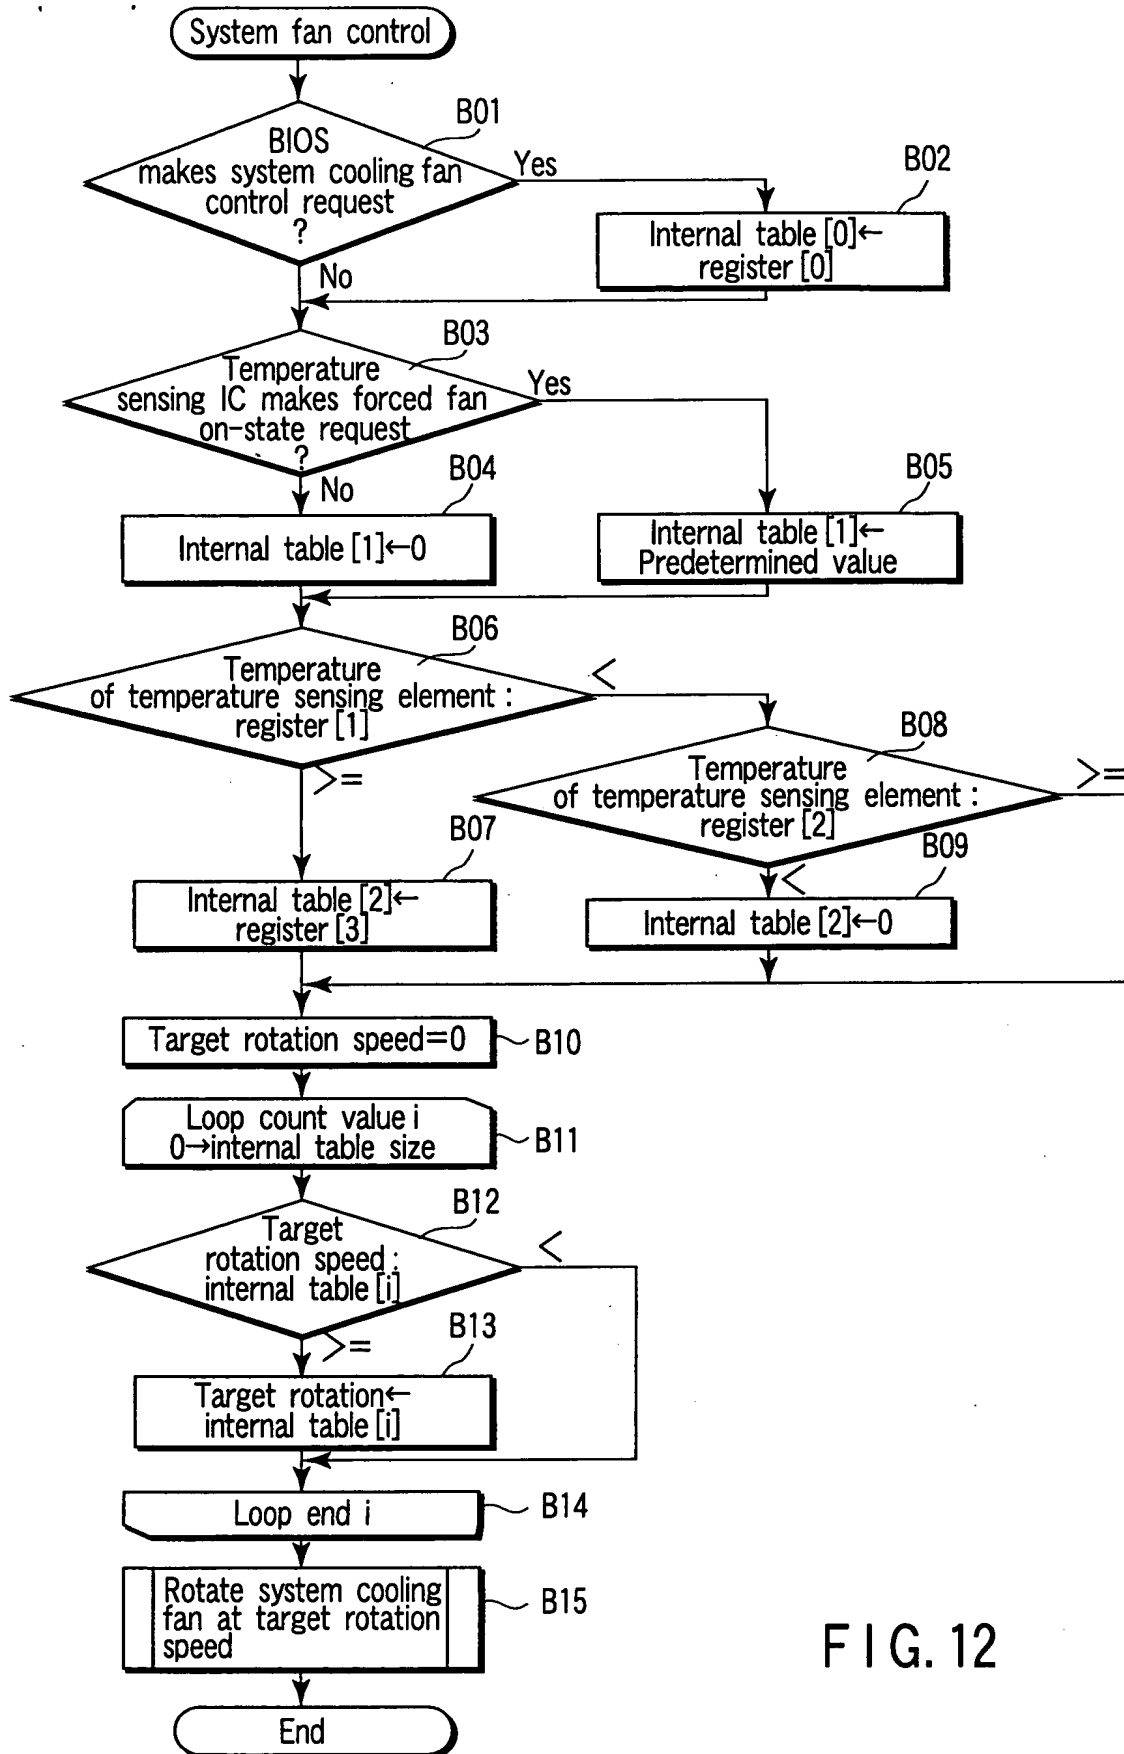 System fan control
B01
BIOS
makes system cooling fan
control request
?
Yes
No
B02
Internal table [0]←
register [0]
B03
Temperature
sensing IC makes forced fan
on-state request
?
Yes
No
B04
Internal table [1]←0
B05
Internal table [1]←
Predetermined value
B06
Temperature
of temperature sensing element :
register [1]
<
>=
B08
Temperature
of temperature sensing element :
register [2]
>=
<
B07
Internal table [2]←
register [3]
B09
Internal table [2]←0
Target rotation speed=0
B10
Loop count value i
0→internal table size
B11
B12
Target
rotation speed :
internal table [i]
<
>=
B13
Target rotation←
internal table [i]
Loop end i
B14
Rotate system cooling
fan at target rotation
speed
B15
End
FIG. 12